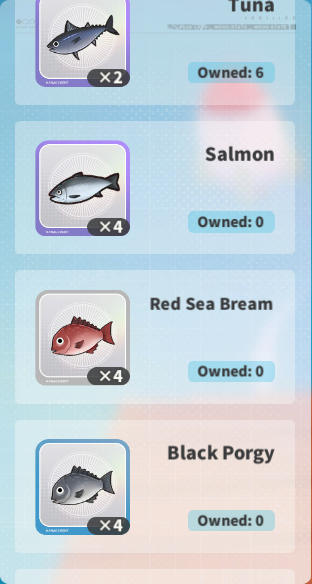 Tuna
×2
Owned: 6
Salmon
×4
Owned: 0
Red Sea Bream
×4
Owned: 0
Black Porgy
×4
Owned: 0